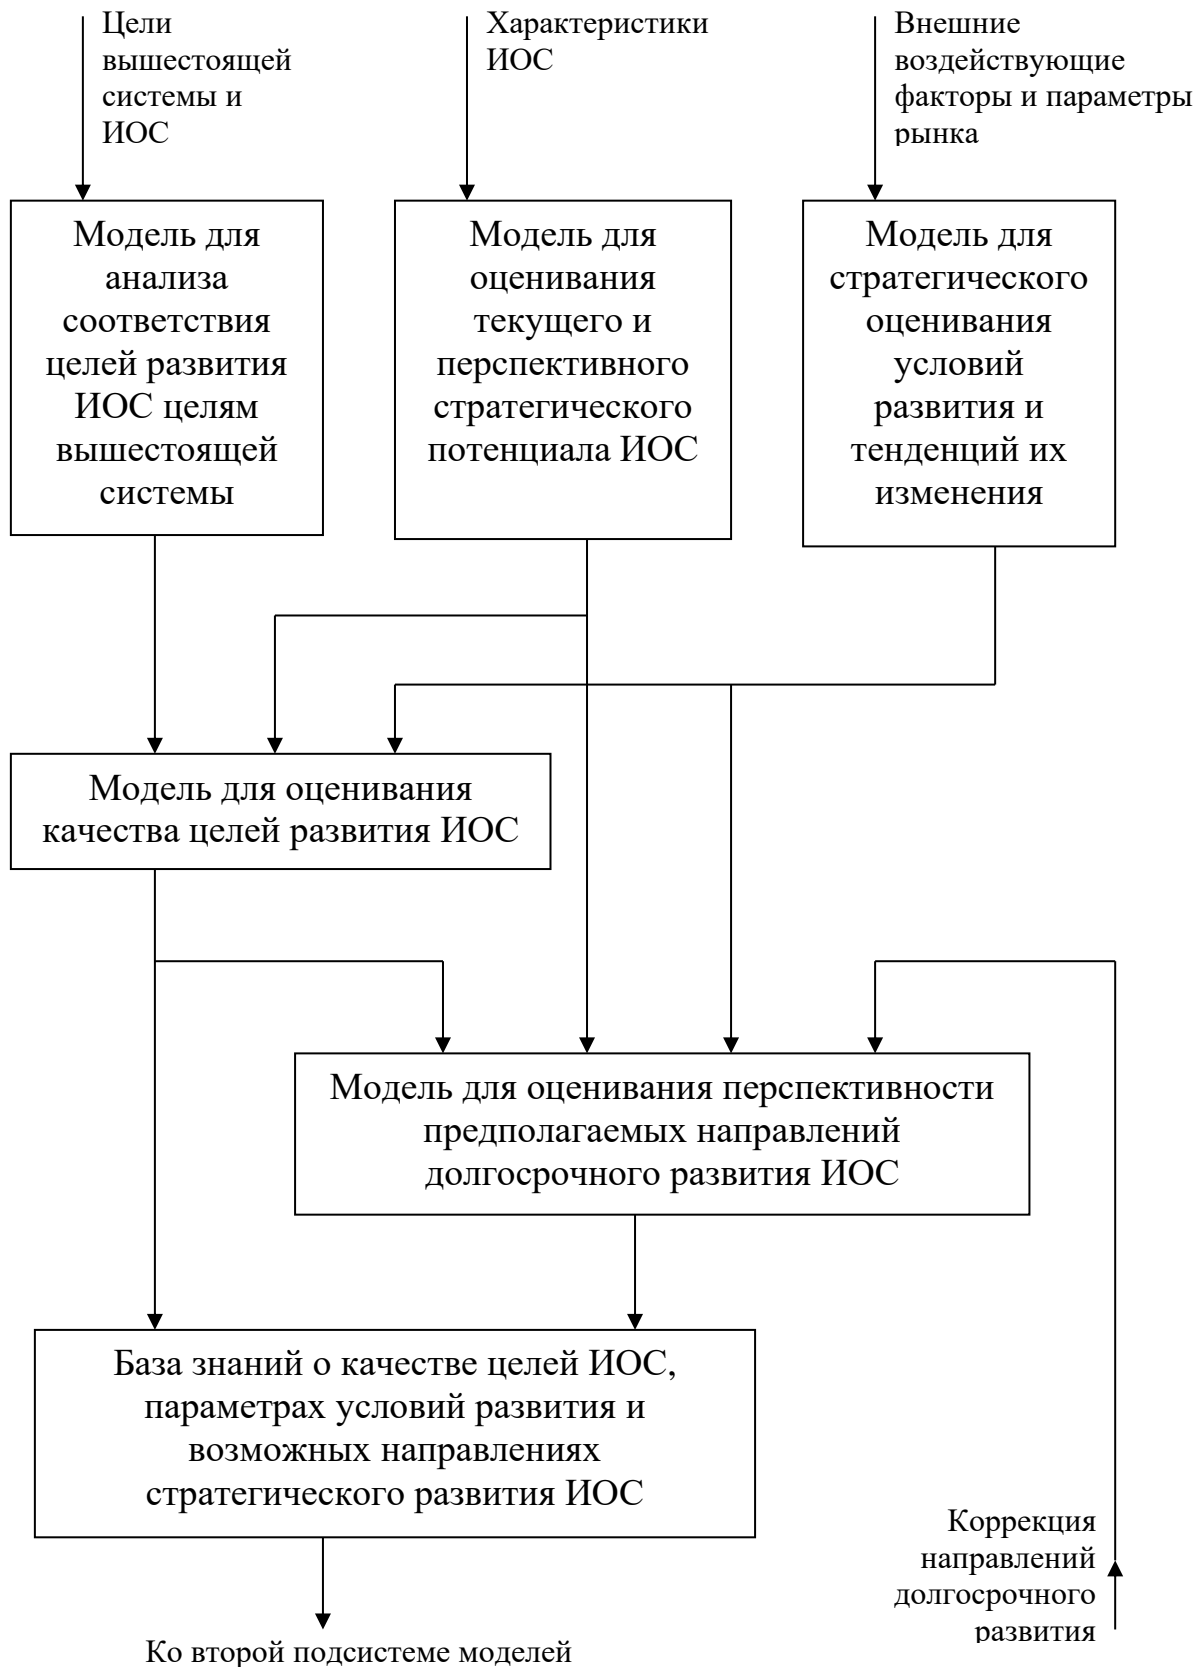 Цели
вышестоящей
системы и
ИОС
Характеристики
ИОС
Внешние
воздействующие
факторы и параметры
рынка
Модель для
анализа
соответствия
целей развития
ИОС целям
вышестоящей
системы
Модель для
оценивания
текущего и
перспективного
стратегического
потенциала ИОС
Модель для
стратегического
оценивания
условий
развития и
тенденций их
изменения
Модель для оценивания
качества целей развития ИОС
Модель для оценивания перспективности
предполагаемых направлений
долгосрочного развития ИОС
База знаний о качестве целей ИОС,
параметрах условий развития и
возможных направлениях
стратегического развития ИОС
Коррекция
направлений
долгосрочного
развития
Ко второй подсистеме моделей